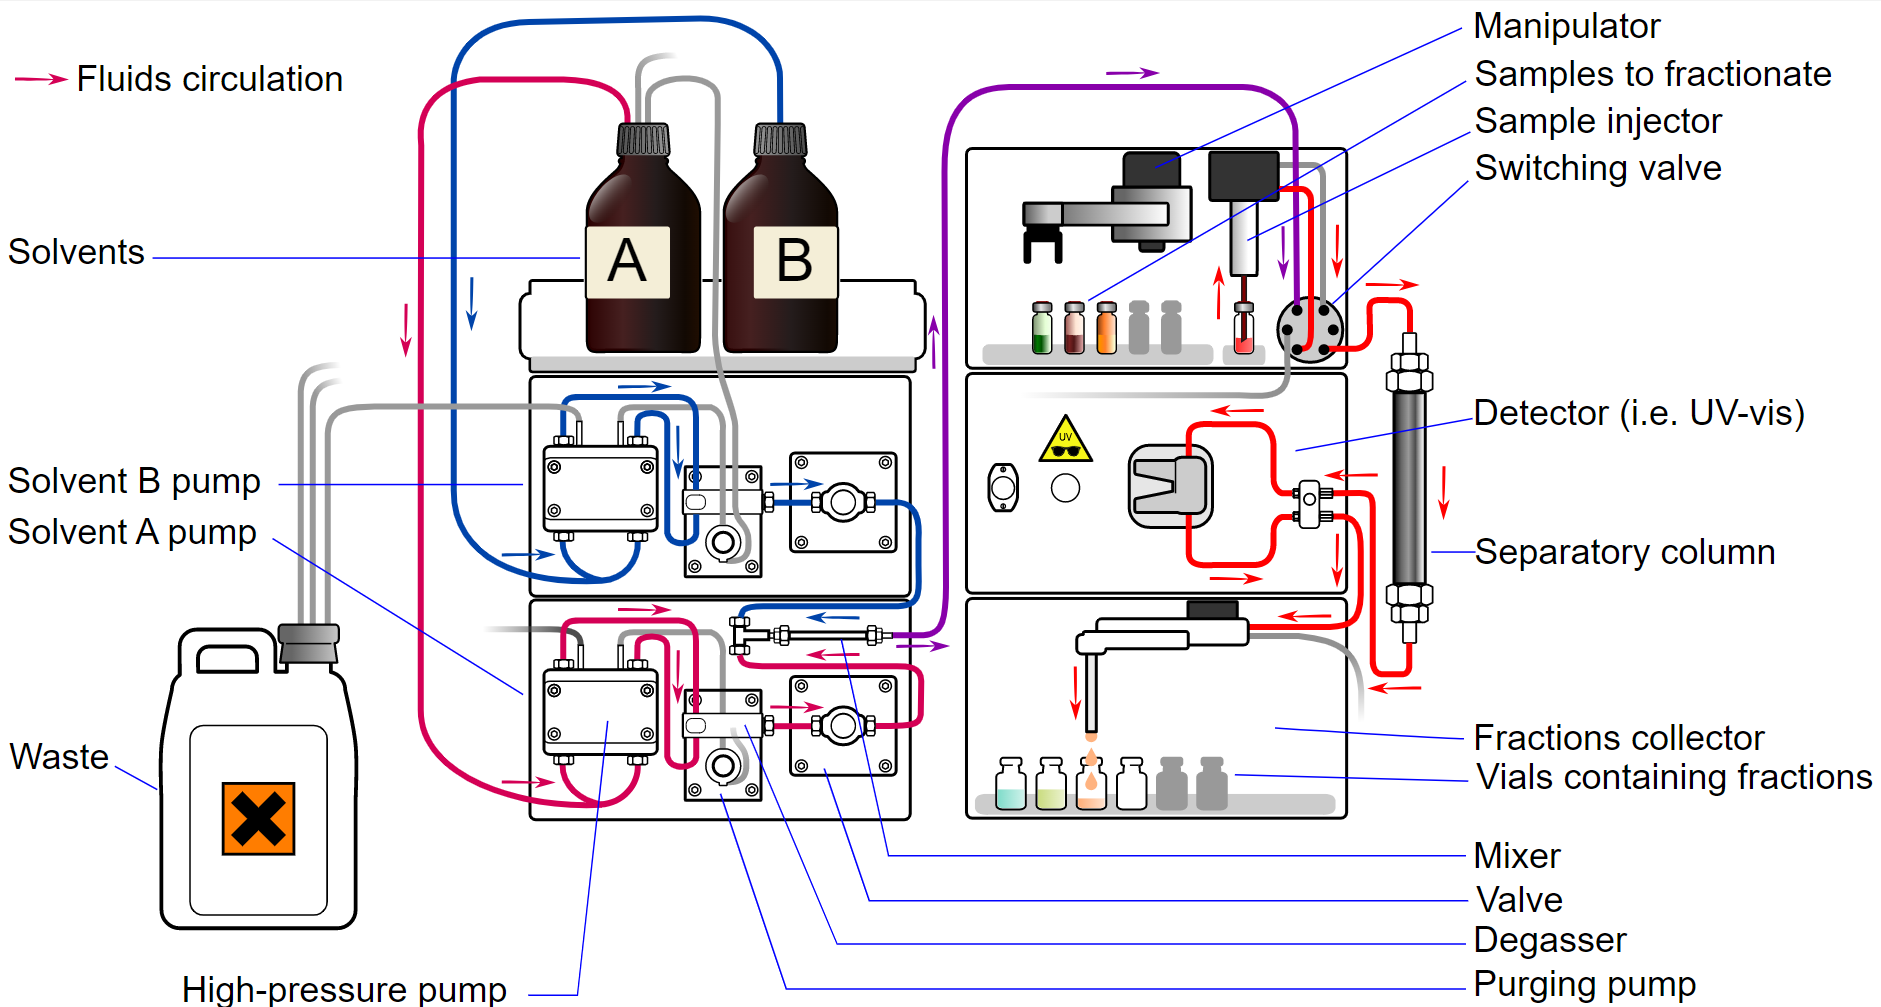 Fluids circulation
Manipulator
Samples to fractionate
Sample injector
Switching valve
Solvents
A
B
Detector (i.e. UV-vis)
UV
Solvent B pump
Solvent A pump
Separatory column
Waste
Fractions collector
Vials containing fractions
Mixer
Valve
Degasser
Purging pump
High-pressure pump